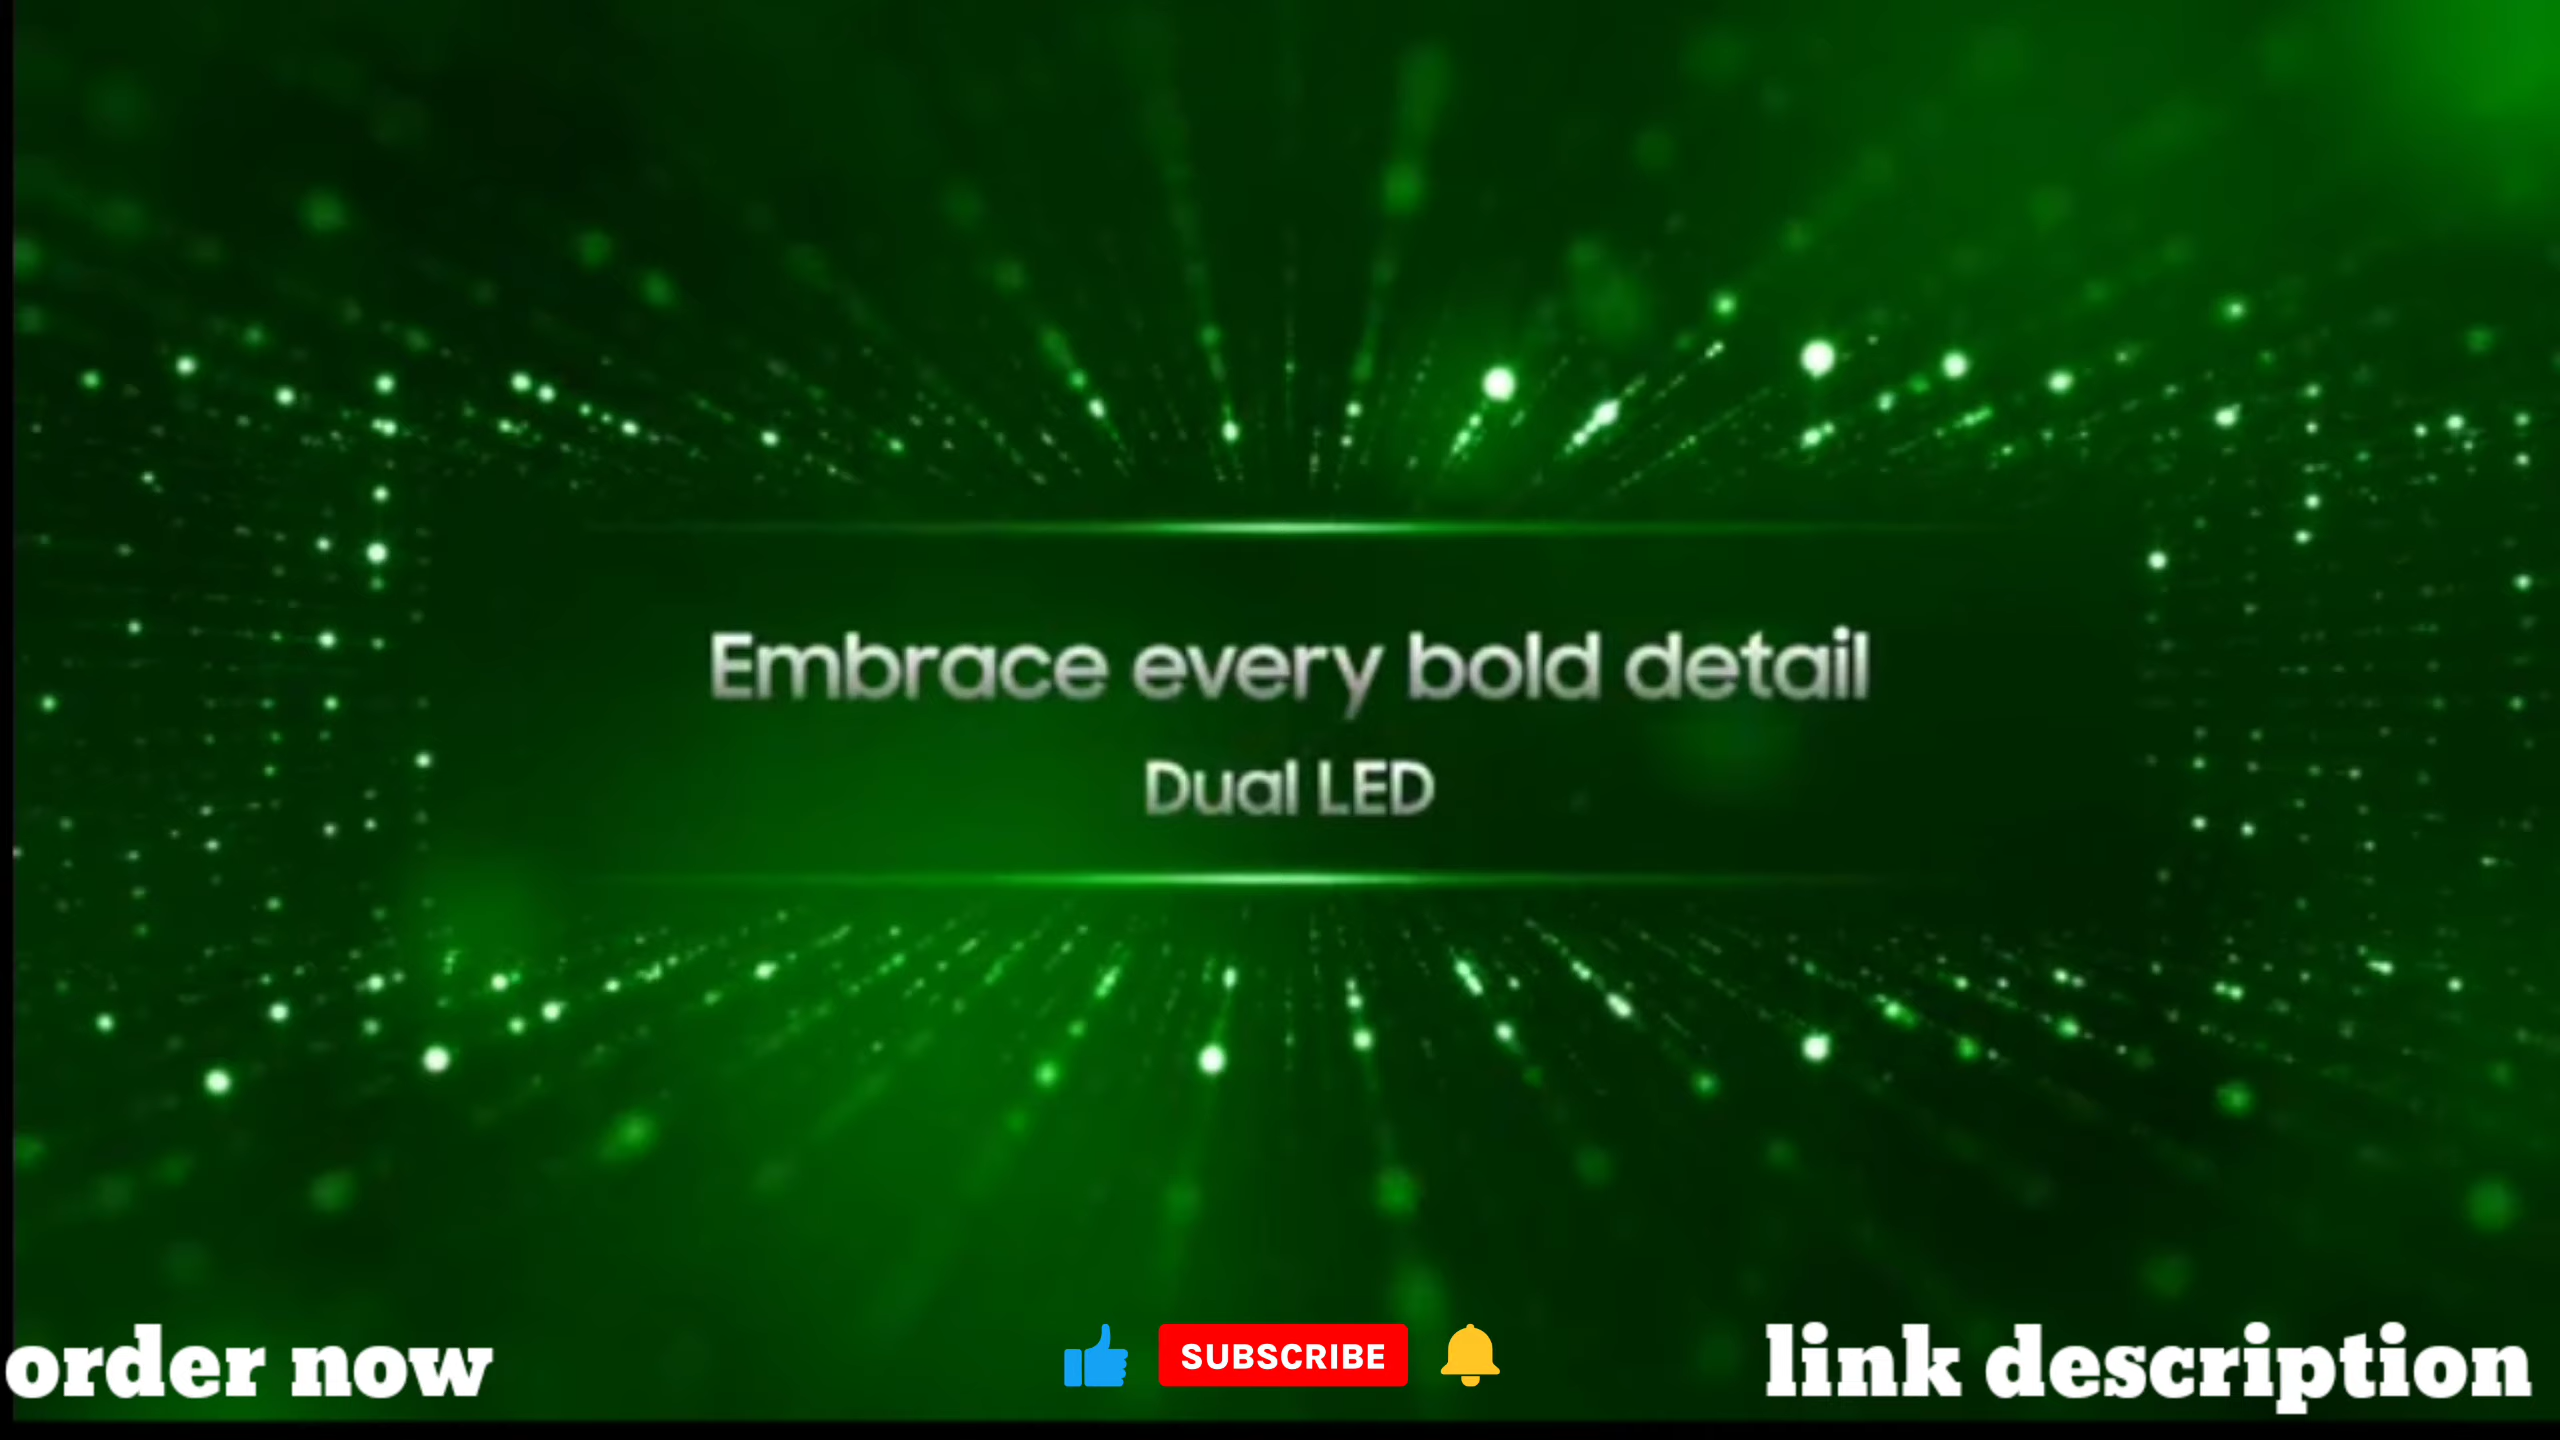 Embrace every bold detail
Dual LED
order now
SUBSCRIBE
link description